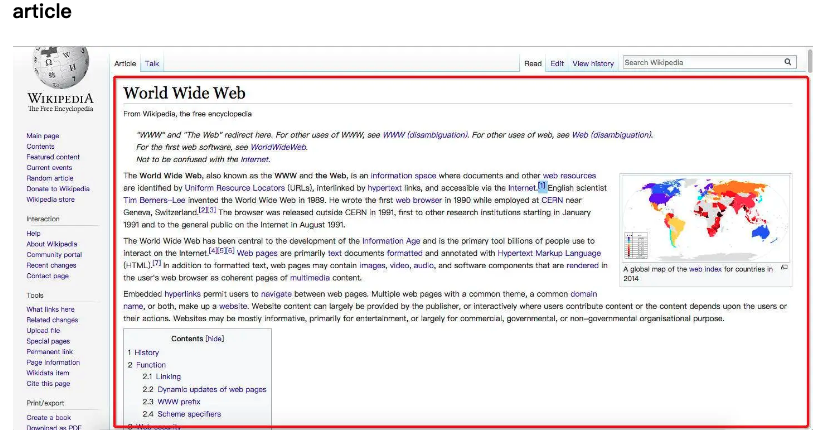 article
WIKIPEDIA
The Free Encyclopedia
Main page
Contents
Featured content
Current events
Random article
Donate to Wikipedia
Wikipedia store
Interaction
Help
About Wikipedia
Community portal
Recent changes
Contact page
Tools
What links here
Related changes
Upload file
Special pages
Permanent link
Page information
Wikidata item
Cite this page
Print/export
Create a book
Download as PDF
Article Talk
Read Edit View history Search Wikipedia
World Wide Web
From Wikipedia, the free encyclopedia
"WWW" and "The Web" redirect here. For other uses of WWW, see WWW (disambiguation). For other uses of web, see Web (disambiguation).
For the first web software, see WorldWideWeb.
Not to be confused with the Internet.
The World Wide Web, also known as the WWW and the Web, is an information space where documents and other web resources
are identified by Uniform Resource Locators (URLs), interlinked by hypertext links, and accessible via the Internet.[1] English scientist
Tim Berners-Lee invented the World Wide Web in 1989. He wrote the first web browser in 1990 while employed at CERN near
Geneva, Switzerland.[2][3] The browser was released outside CERN in 1991, first to other research institutions starting in January
1991 and to the general public on the Internet in August 1991.
The World Wide Web has been central to the development of the Information Age and is the primary tool billions of people use to
interact on the Internet.[4][5][6] Web pages are primarily text documents formatted and annotated with Hypertext Markup Language
(HTML).[7] In addition to formatted text, web pages may contain images, video, audio, and software components that are rendered in
the user's web browser as coherent pages of multimedia content.
Embedded hyperlinks permit users to navigate between web pages. Multiple web pages with a common theme, a common domain
name, or both, make up a website. Website content can largely be provided by the publisher, or interactively where users contribute content or the content depends upon the users or
their actions. Websites may be mostly informative, primarily for entertainment, or largely for commercial, governmental, or non-governmental organisational purpose.
A global map of the web index for countries in
2014
Contents [hide]
1 History
2 Function
2.1 Linking
2.2 Dynamic updates of web pages
2.3 WWW prefix
2.4 Scheme specifiers
3 Web security